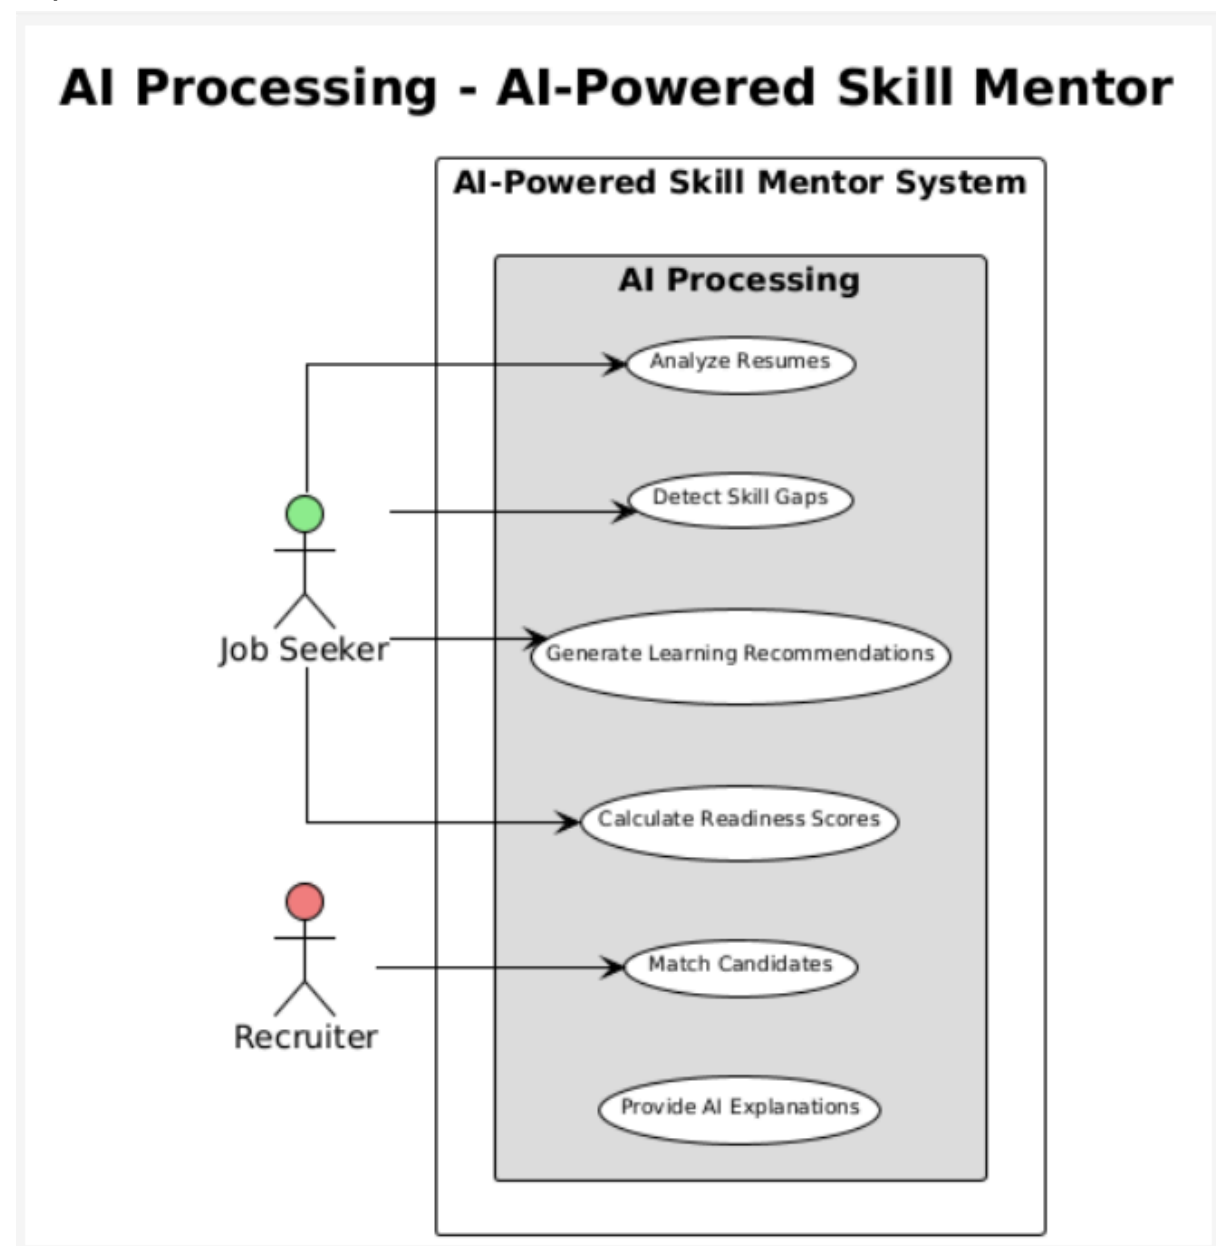 AI Processing - AI-Powered Skill Mentor
AI-Powered Skill Mentor System
AI Processing
Analyze Resumes
Detect Skill Gaps
Job Seeker
Generate Learning Recommendations
Calculate Readiness Scores
Match Candidates
Recruiter
Provide AI Explanations